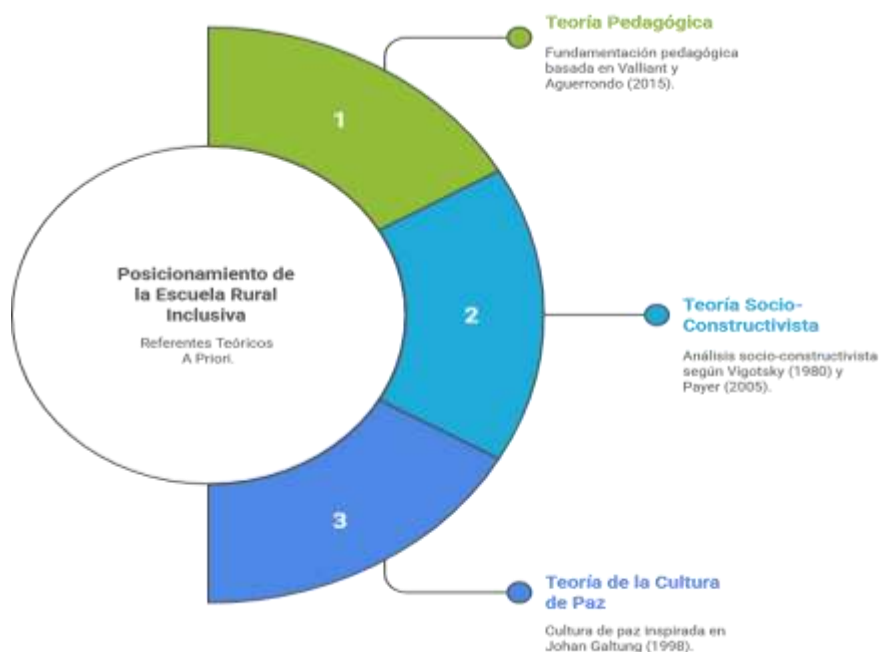 Teoría Pedagógica
Fundamentación pedagógica
basada en Valliant y
Aguerrondo (2015).
1
Posicionamiento de
la Escuela Rural
Inclusiva
Referentes Teóricos
A Priori.
2
Teoría Socio-
Constructivista
Análisis socio-constructivista
según Vigotsky (1980) y
Payer (2005).
3
Teoría de la Cultura
de Paz
Cultura de paz inspirada en
Johan Galtung (1998).